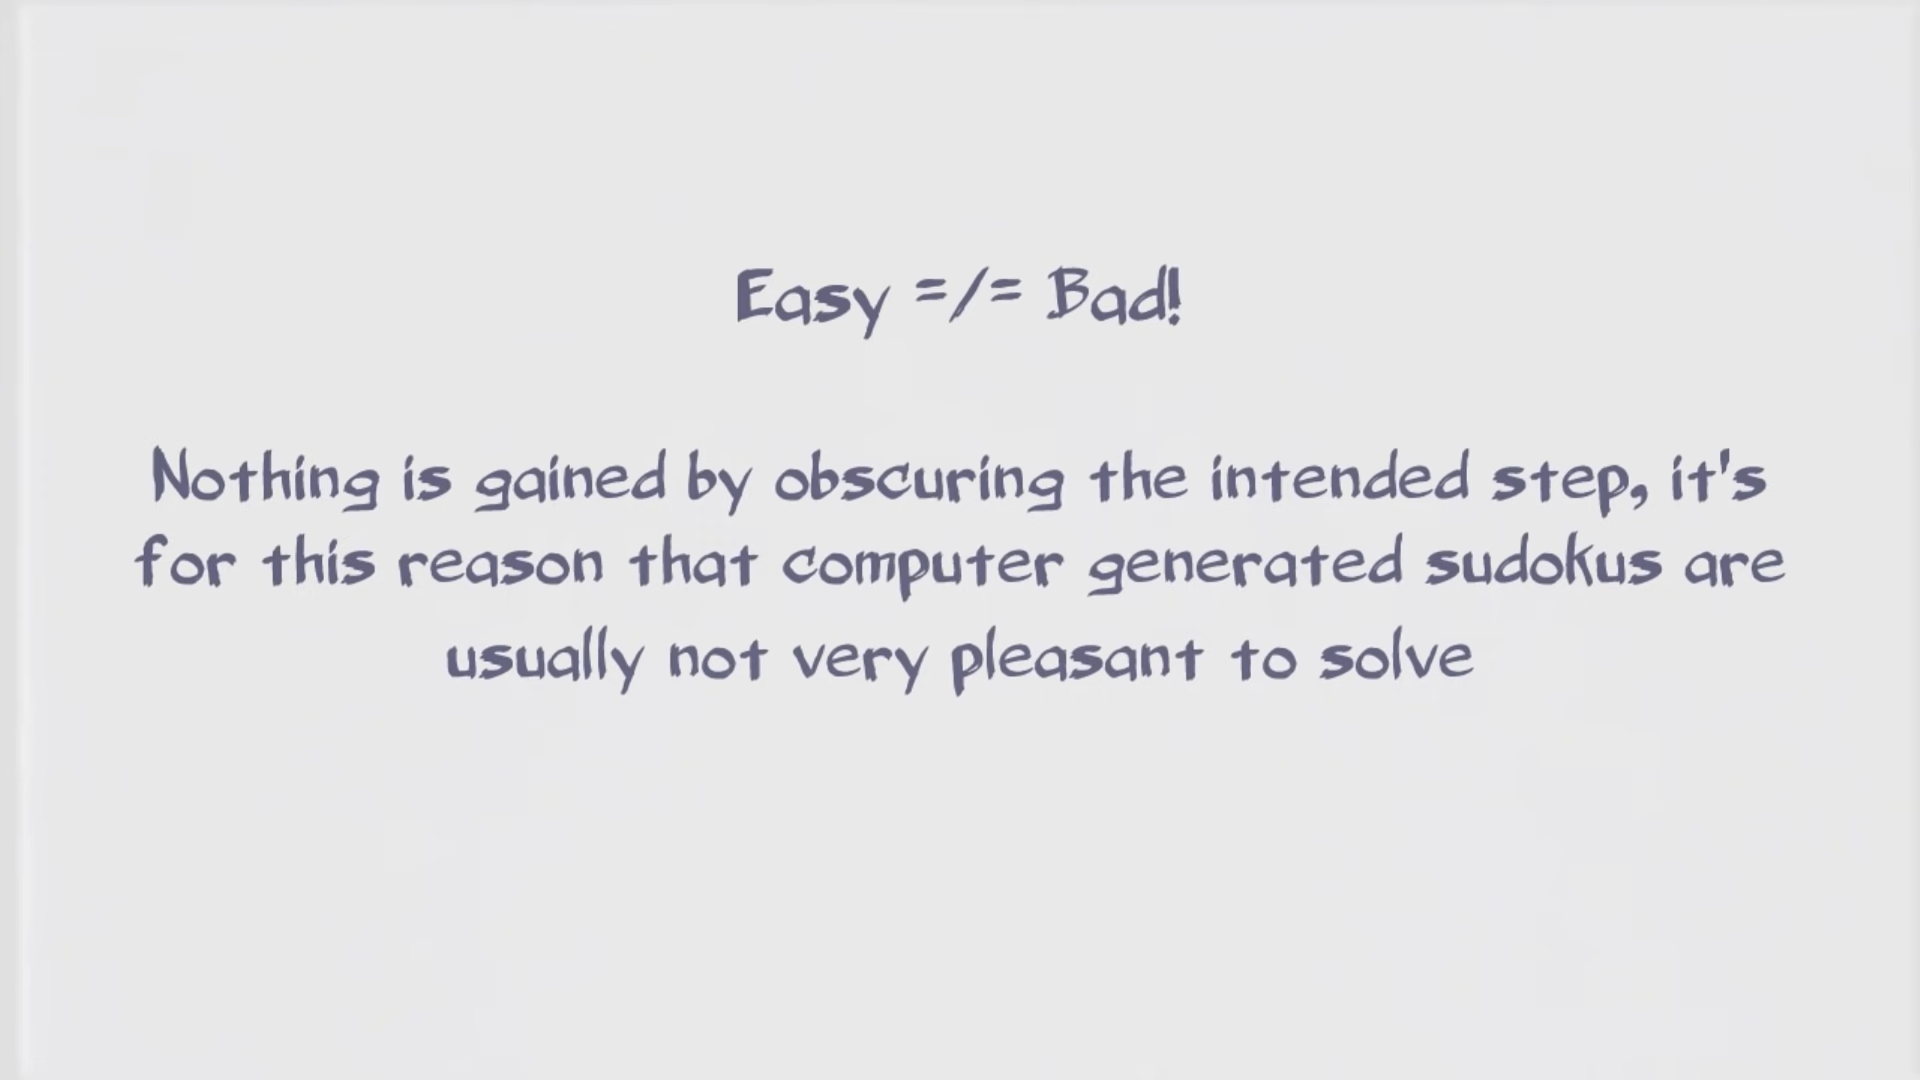 Easy =/= Bad!
Nothing is gained by obscuring the intended step, it's
for this reason that computer generated sudokus are
usually not very pleasant to solve